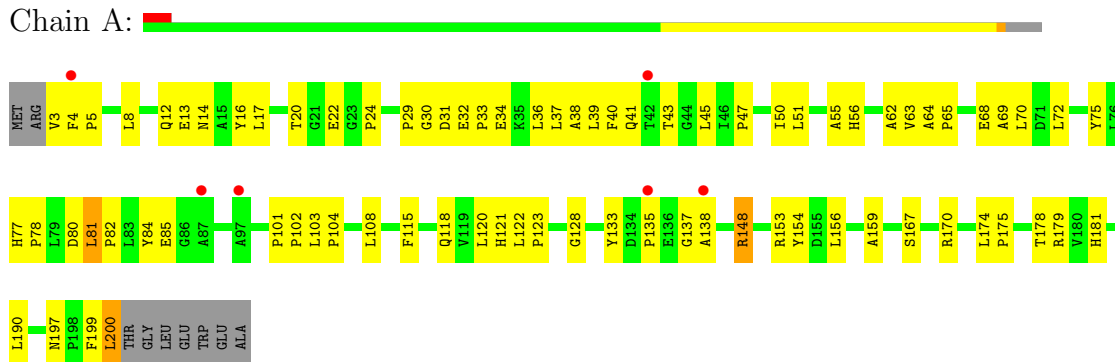 Chain A:
MET ARG V3 F4 P5 L8 Q12 E13 N14 A15 Y16 L17 T20 G21 E22 G23 P24 P29 G30 D31 E32 P33 E34 K35 L36 L37 A38 L39 F40 Q41 T42 T43 G44 L45 I46 P47 I50 L51 A55 H56 A62 V63 A64 P65 E68 A69 L70 D71 L72 Y75 L76
H77 P78 L79 D80 L81 P82 L83 Y84 E85 G86 A87 A97 P101 P102 L103 P104 L108 F115 Q118 V119 L120 H121 L122 P123 G128 Y133 D134 P135 E136 G137 A138 R148 R153 Y154 D155 L156 A159 S167 R170 L174 P175 T178 R179 V180 H181
L190 N197 P198 F199 L200 THR GLY LEU GLU TRP GLU ALA